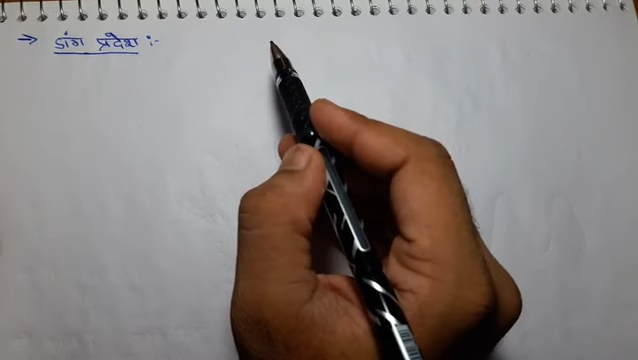 → डांग प्रदेश :-